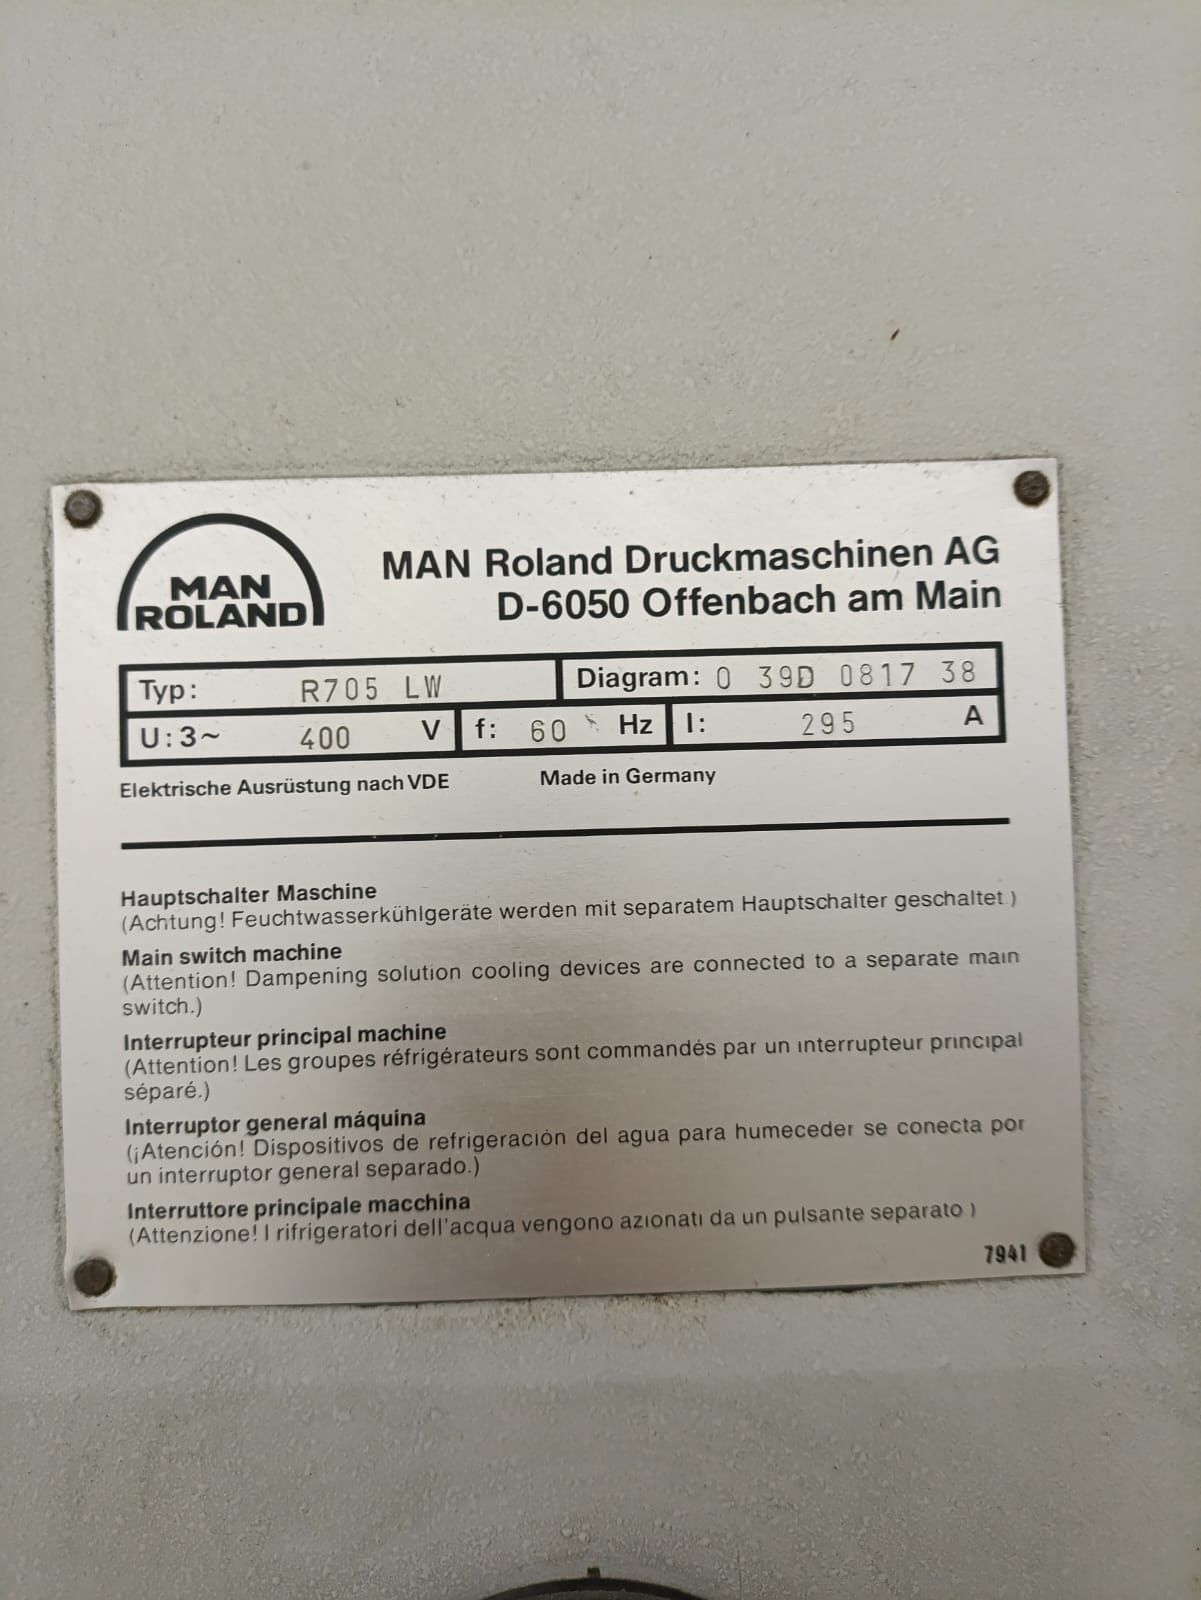 MAN
ROLAND
MAN Roland Druckmaschinen AG
D-6050 Offenbach am Main
Typ: R705 LW Diagram: 0 39D 0817 38
U: 3~ 400 V f: 60 Hz I: 295 A
Elektrische Ausrüstung nach VDE Made in Germany
Hauptschalter Maschine
(Achtung! Feuchtwasserkühlgeräte werden mit separatem Hauptschalter geschaltet.)
Main switch machine
(Attention! Dampening solution cooling devices are connected to a separate main
switch.)
Interrupteur principal machine
(Attention! Les groupes réfrigérateurs sont commandés par un interrupteur principal
séparé.)
Interruptor general máquina
(¡Atención! Dispositivos de refrigeración del agua para humeceder se conecta por
un interruptor general separado.)
Interruttore principale macchina
(Attenzione! I rifrigeratori dell'acqua vengono azionati da un pulsante separato.)
7941